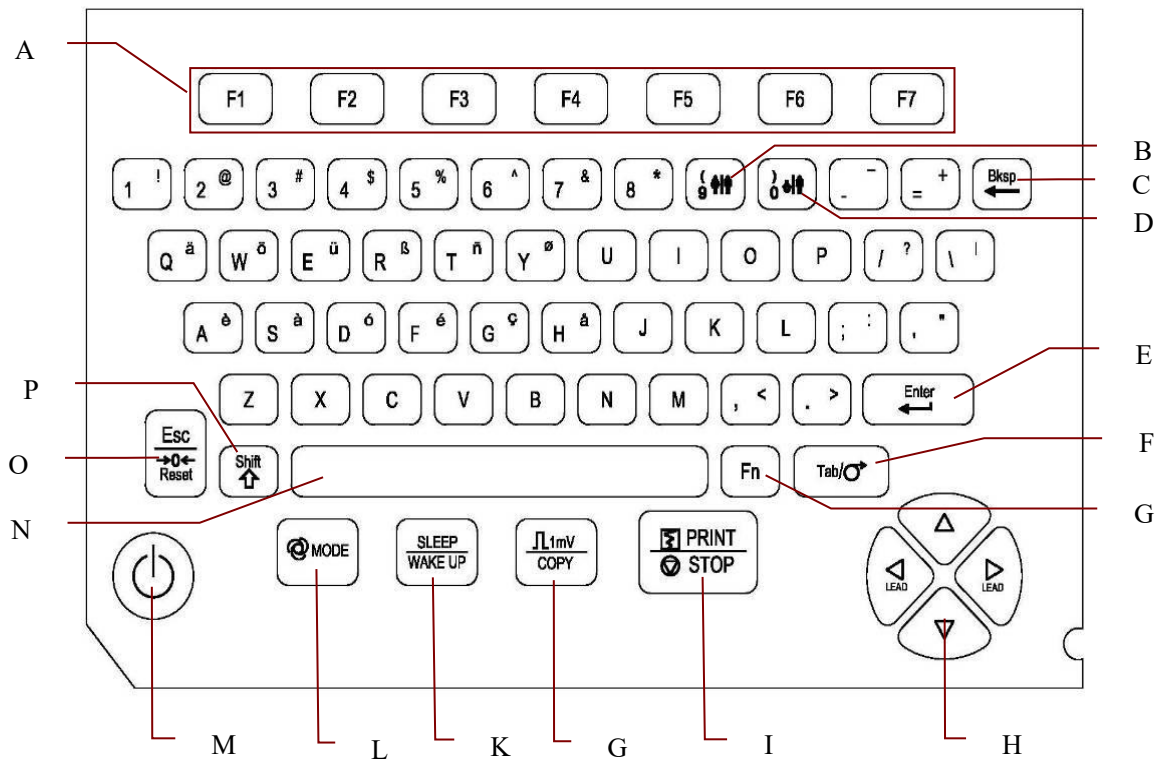 A
F1 F2 F3 F4 F5 F6 F7
B
1 ! 2 @ 3 # 4 $ 5 % 6 ^ 7 & 8 * 9 ( 0 ) - _ = + Bksp
C
D
Q ä W ö E ü R ß T ñ Y ø U I O P / ? \ |
A è S à D ó F é G ç H å J K L ; : ' "
E
P
Z X C V B N M , < . > Enter
Esc
→0←
Reset
O
Shift
Fn
Tab/
F
N
G
MODE
SLEEP
WAKE UP
1mV
COPY
PRINT
STOP
LEAD LEAD
M L K G I H